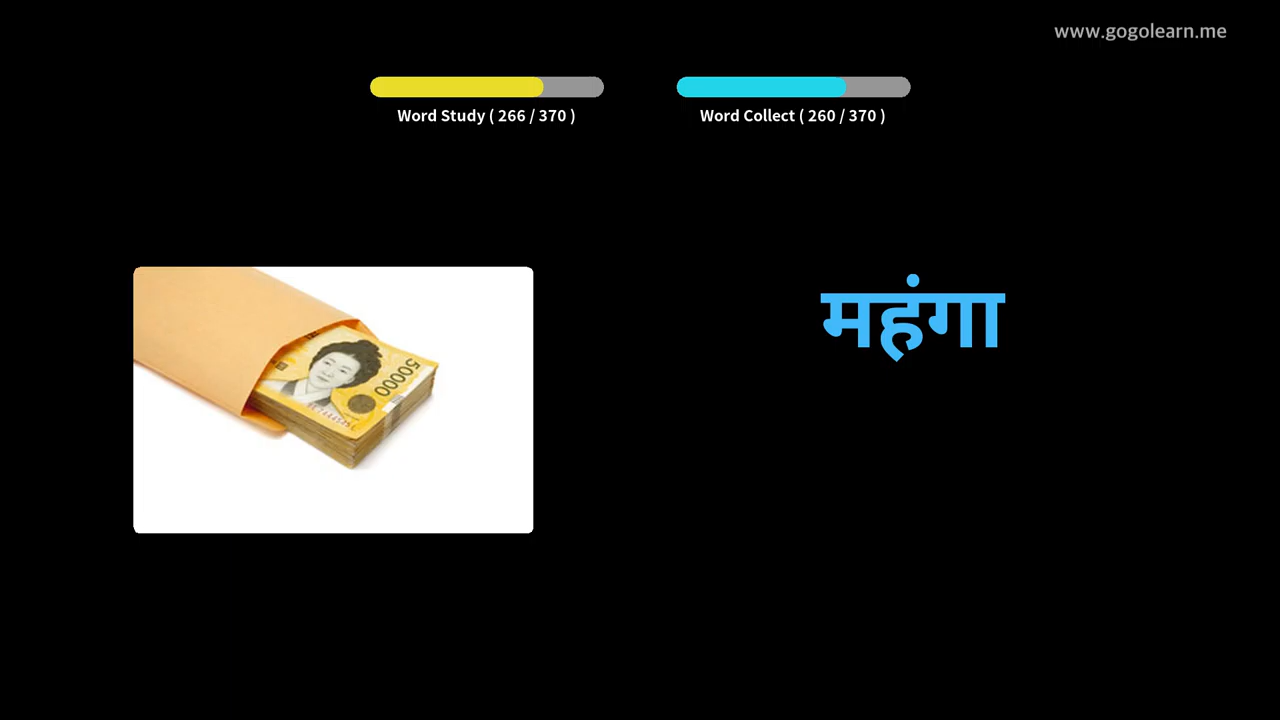 www.gogolearn.me
Word Study ( 266 / 370 )
Word Collect ( 260 / 370 )
महंगा
50000